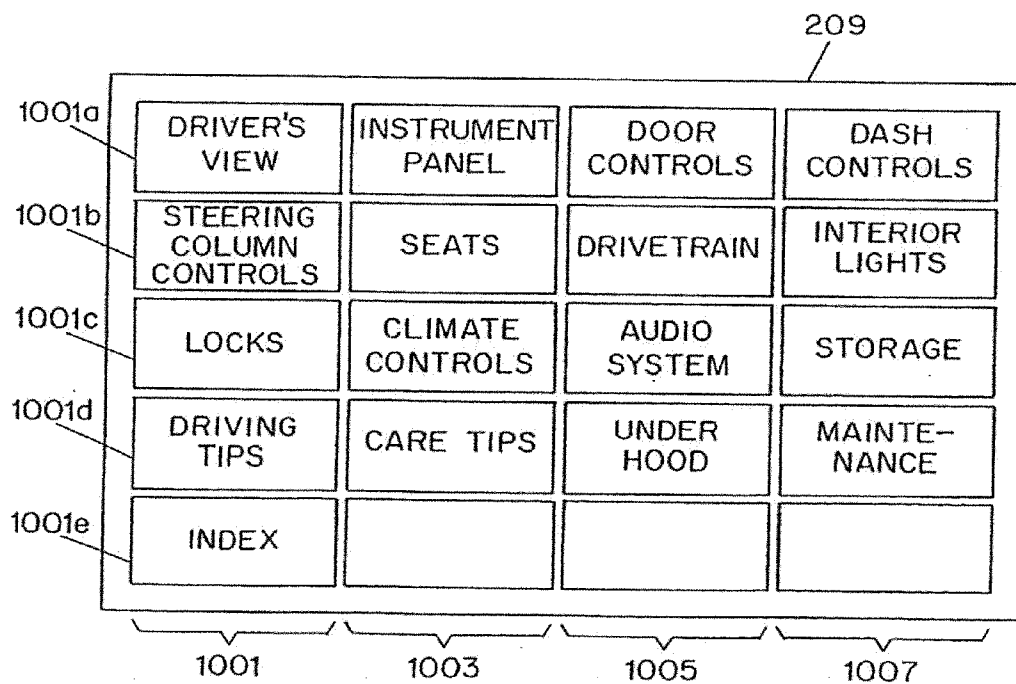 209
1001a
DRIVER'S
VIEW
INSTRUMENT
PANEL
DOOR
CONTROLS
DASH
CONTROLS
1001b
STEERING
COLUMN
CONTROLS
SEATS
DRIVETRAIN
INTERIOR
LIGHTS
1001c
LOCKS
CLIMATE
CONTROLS
AUDIO
SYSTEM
STORAGE
1001d
DRIVING
TIPS
CARE TIPS
UNDER
HOOD
MAINTE-
NANCE
1001e
INDEX
1001
1003
1005
1007